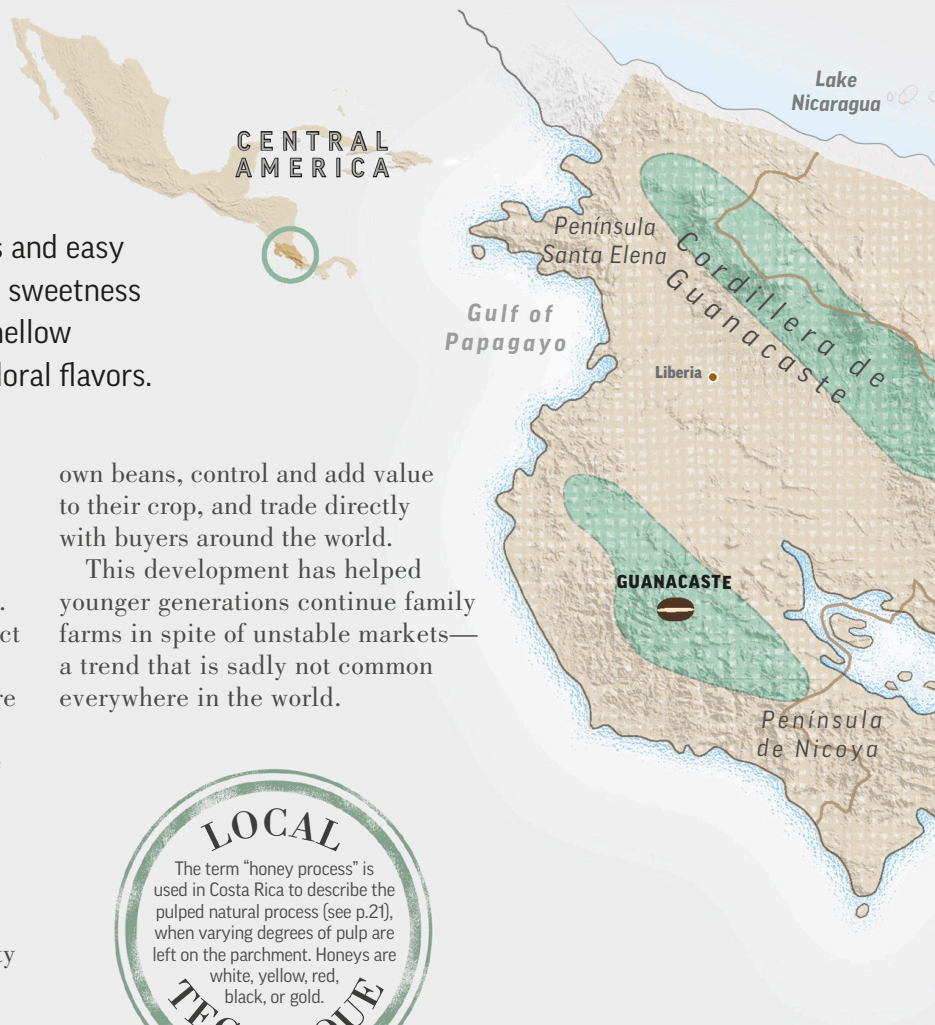 CENTRAL
AMERICA
s and easy
sweetness
nellow
loral flavors.
own beans, control and add value
to their crop, and trade directly
with buyers around the world.
This development has helped
younger generations continue family
farms in spite of unstable markets—
a trend that is sadly not common
everywhere in the world.
.
ct
re
ty
LOCAL
The term “honey process” is
used in Costa Rica to describe the
pulped natural process (see p.21),
when varying degrees of pulp are
left on the parchment. Honeys are
white, yellow, red,
black, or gold.
Lake
Nicaragua
Península
Santa Elena
Cordillera de
Guanacaste
Gulf of
Papagayo
Liberia
GUANACASTE
Península
de Nicoya